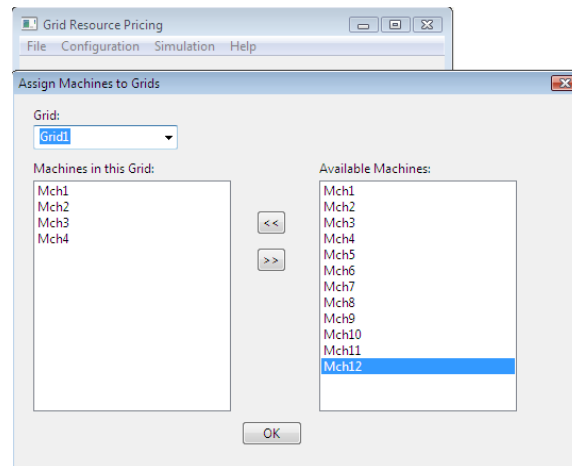 Grid Resource Pricing
File Configuration Simulation Help
Assign Machines to Grids
Grid:
Grid1
Machines in this Grid:
Mch1
Mch2
Mch3
Mch4
<<
>>
Available Machines:
Mch1
Mch2
Mch3
Mch4
Mch5
Mch6
Mch7
Mch8
Mch9
Mch10
Mch11
Mch12
OK